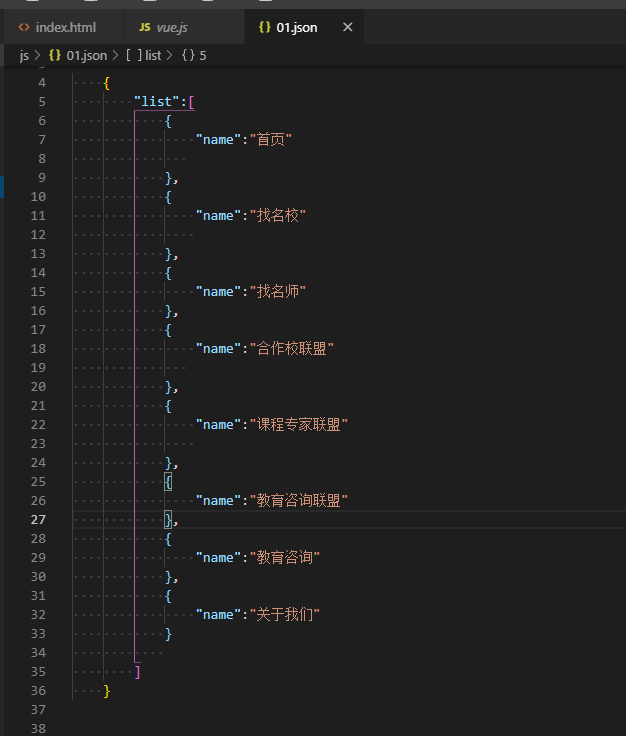 index.html
JS vue.js
{} 01.json ×
js > {} 01.json > [ ] list > {} 5
4 {
5 "list":[
6 {
7 "name":"首页"
8
9 },
10 {
11 "name":"找名校"
12
13 },
14 {
15 "name":"找名师"
16 },
17 {
18 "name":"合作校联盟"
19
20 },
21 {
22 "name":"课程专家联盟"
23
24 },
25 {
26 "name":"教育咨询联盟"
27 },
28 {
29 "name":"教育咨询"
30 },
31 {
32 "name":"关于我们"
33 }
34
35 ]
36 }
37
38